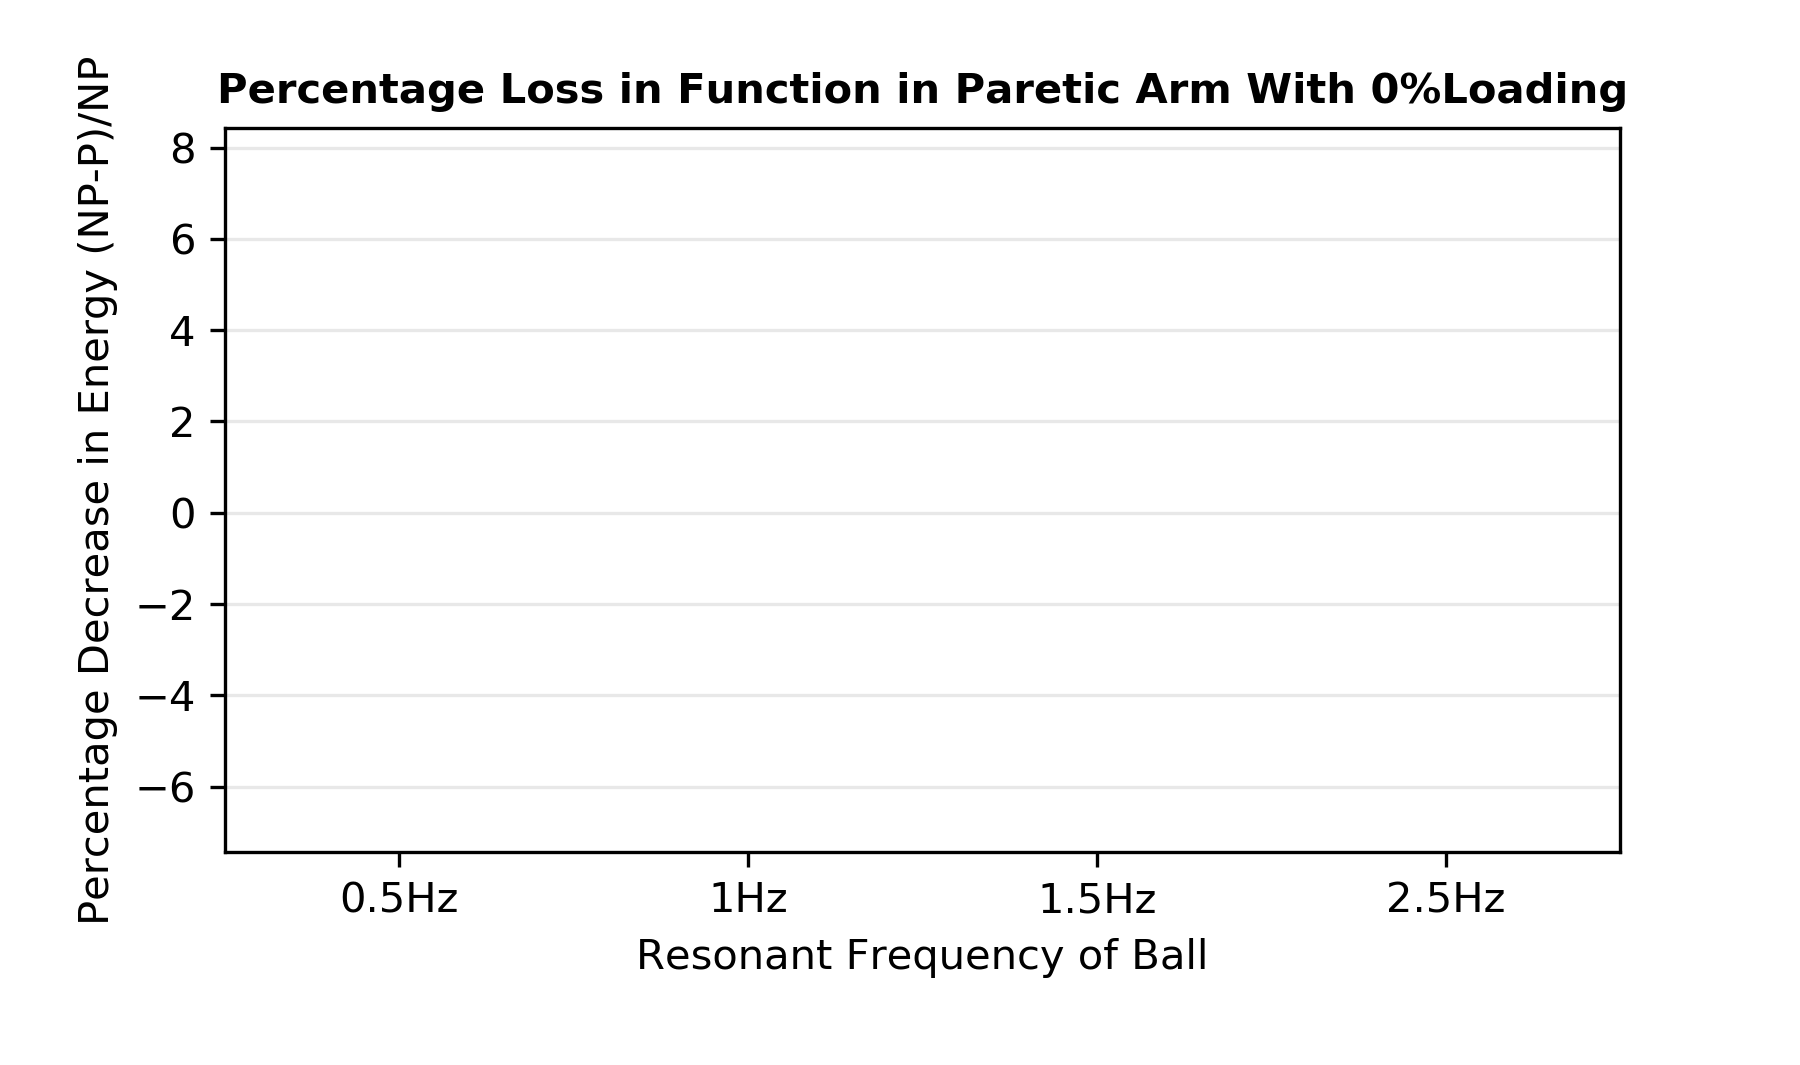 Percentage Loss in Function in Paretic Arm With 0%Loading
Percentage Decrease in Energy (NP-P)/NP
8
6
4
2
0
−2
−4
−6
0.5Hz 1Hz 1.5Hz 2.5Hz
Resonant Frequency of Ball